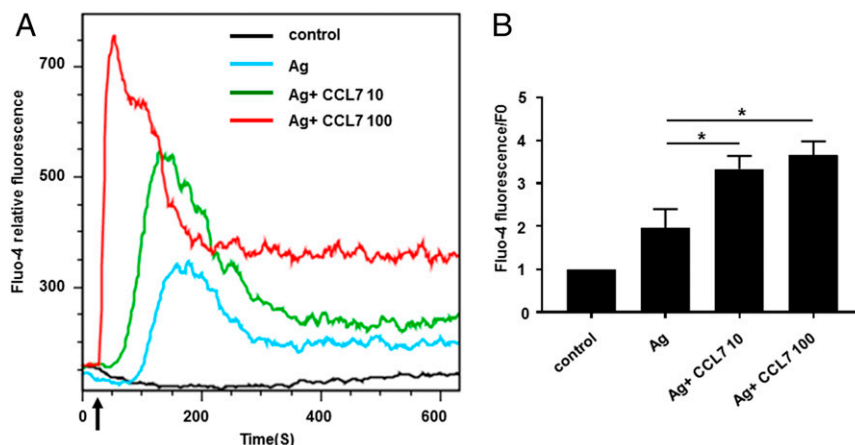 A
control
Ag
Ag+ CCL7 10
Ag+ CCL7 100
700
500
300
Fluo-4 relative fluorescence
0
200
400
600
Time(S)
B
*
*
5
4
3
2
1
0
Fluo-4 fluorescence/F0
control
Ag
Ag+ CCL7 10
Ag+ CCL7 100